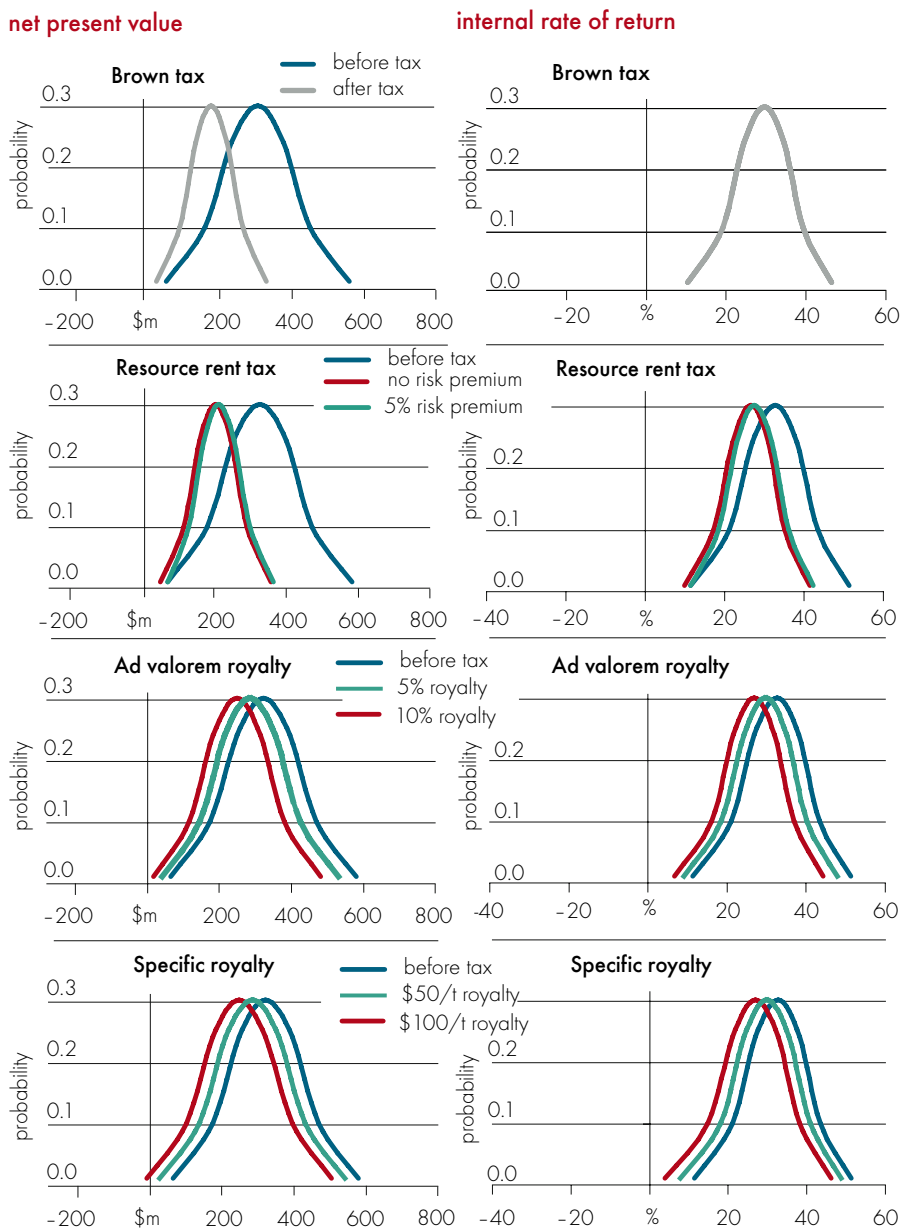 net present value
internal rate of return
Brown tax
before tax
after tax
0.3
0.2
0.1
0.0
probability
-200 $m 200 400 600 800
Brown tax
0.3
0.2
0.1
0.0
probability
-20 % 20 40 60
Resource rent tax
before tax
no risk premium
5% risk premium
0.3
0.2
0.1
0.0
probability
-200 $m 200 400 600 800
Resource rent tax
0.3
0.2
0.1
0.0
probability
-40 -20 % 20 40 60
Ad valorem royalty
before tax
5% royalty
10% royalty
0.3
0.2
0.1
0.0
probability
-200 $m 200 400 600 800
Ad valorem royalty
0.2
0.1
0.0
probability
-40 -20 % 20 40 60
Specific royalty
before tax
$50/t royalty
$100/t royalty
0.3
0.2
0.1
0.0
probability
-200 $m 200 400 600 800
Specific royalty
0.2
0.1
0.0
probability
-40 -20 % 20 40 60